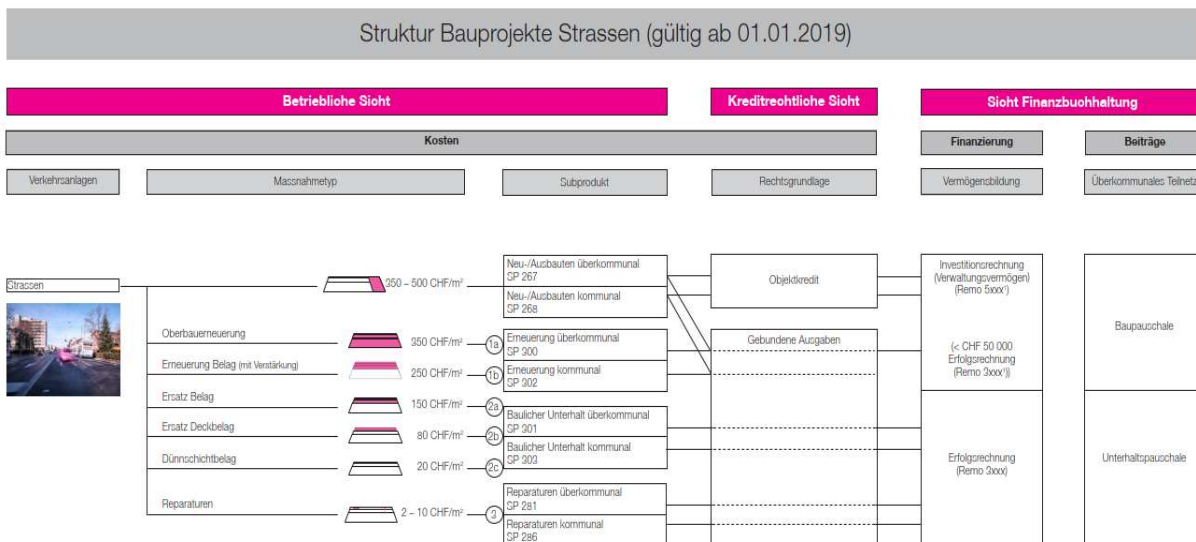 Struktur Bauprojekte Strassen (gültig ab 01.01.2019)
Betriebliche Sicht
Kreditrechtliche Sicht
Sicht Finanzbuchhaltung
Kosten
Finanzierung
Beiträge
Verkehrsanlagen
Massnahmetyp
Subprodukt
Rechtsgrundlage
Vermögensbildung
Überkommunales Teilnetz
Strassen
350 – 500 CHF/m²
Neu-/Ausbauten überkommunal
SP 267
Neu-/Ausbauten kommunal
SP 268
Objektkredit
Investitionsrechnung
(Verwaltungsvermögen)
(Remo 5xxx¹)
Baupauschale
Oberbauerneuerung
350 CHF/m²
1a
Erneuerung überkommunal
SP 300
Gebundene Ausgaben
(< CHF 50 000
Erfolgsrechnung
(Remo 3xxx¹))
Erneuerung Belag (mit Verstärkung)
250 CHF/m²
1b
Erneuerung kommunal
SP 302
Ersatz Belag
150 CHF/m²
2a
Baulicher Unterhalt überkommunal
SP 301
Ersatz Deckbelag
80 CHF/m²
2b
Baulicher Unterhalt kommunal
SP 303
Dünnschichtbelag
20 CHF/m²
2c
Erfolgsrechnung
(Remo 3xxx)
Unterhaltspauschale
Reparaturen
2 – 10 CHF/m²
3
Reparaturen überkommunal
SP 281
Reparaturen kommunal
SP 286